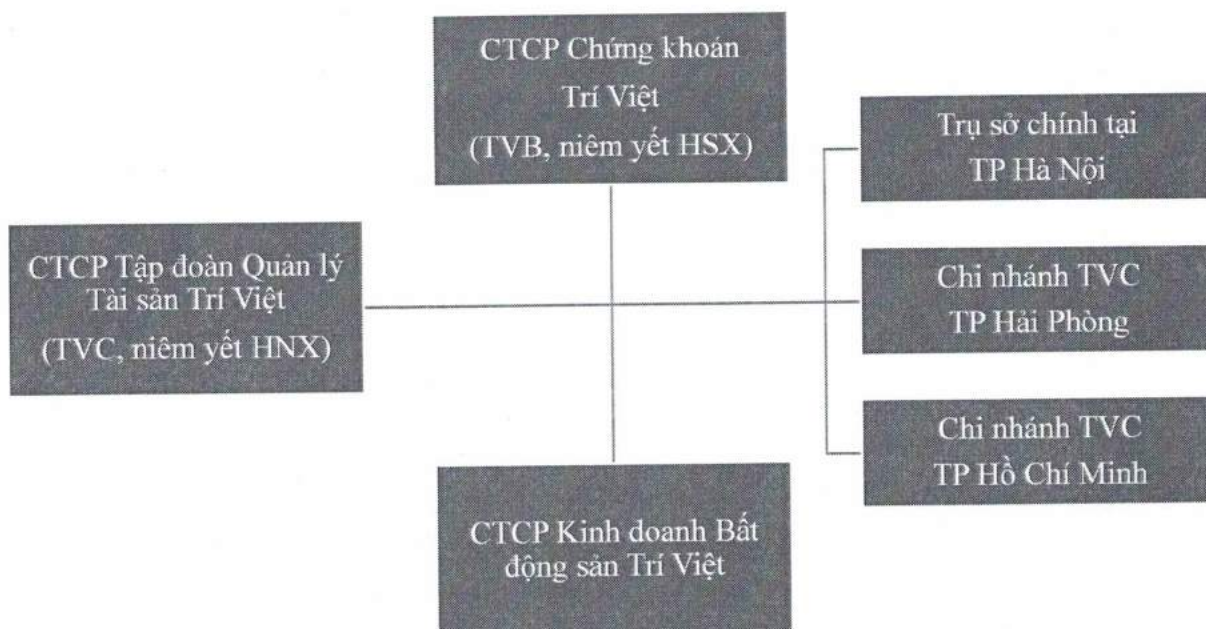 CTCP Chứng khoán
Trí Việt
(TVB, niêm yết HSX)
Trụ sở chính tại
TP Hà Nội
CTCP Tập đoàn Quản lý
Tài sản Trí Việt
(TVC, niêm yết HNX)
Chi nhánh TVC
TP Hải Phòng
Chi nhánh TVC
TP Hồ Chí Minh
CTCP Kinh doanh Bất
động sản Trí Việt